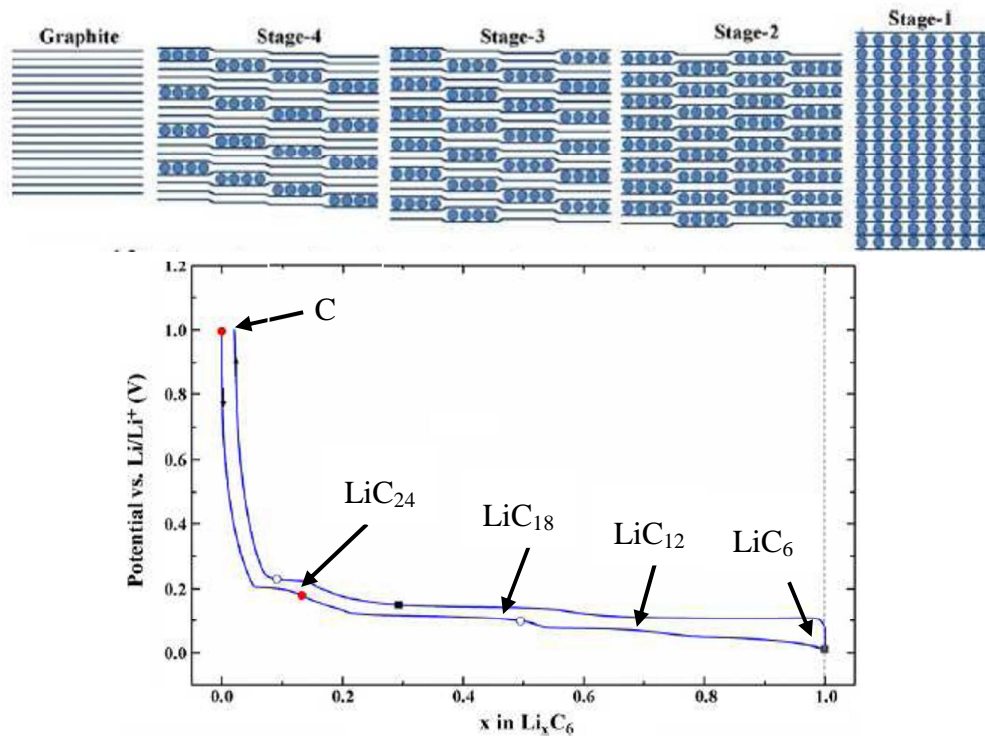 Graphite Stage-4 Stage-3 Stage-2 Stage-1
1.2
C
1.0
0.8
0.6
LiC₂₄
LiC₁₈
LiC₁₂
LiC₆
0.4
0.2
0.0
Potential vs. Li/Li⁺ (V)
0.0 0.2 0.4 0.6 0.8 1.0
x in LiₓC₆